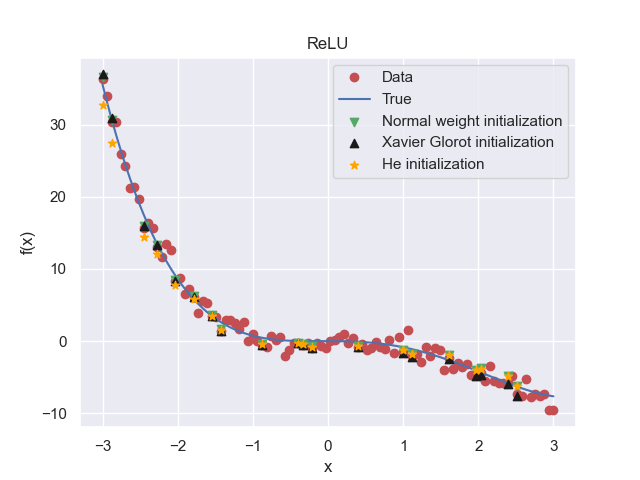 ReLU
Data
True
Normal weight initialization
Xavier Glorot initialization
He initialization
f(x)
30
20
10
0
−10
−3 −2 −1 0 1 2 3
x